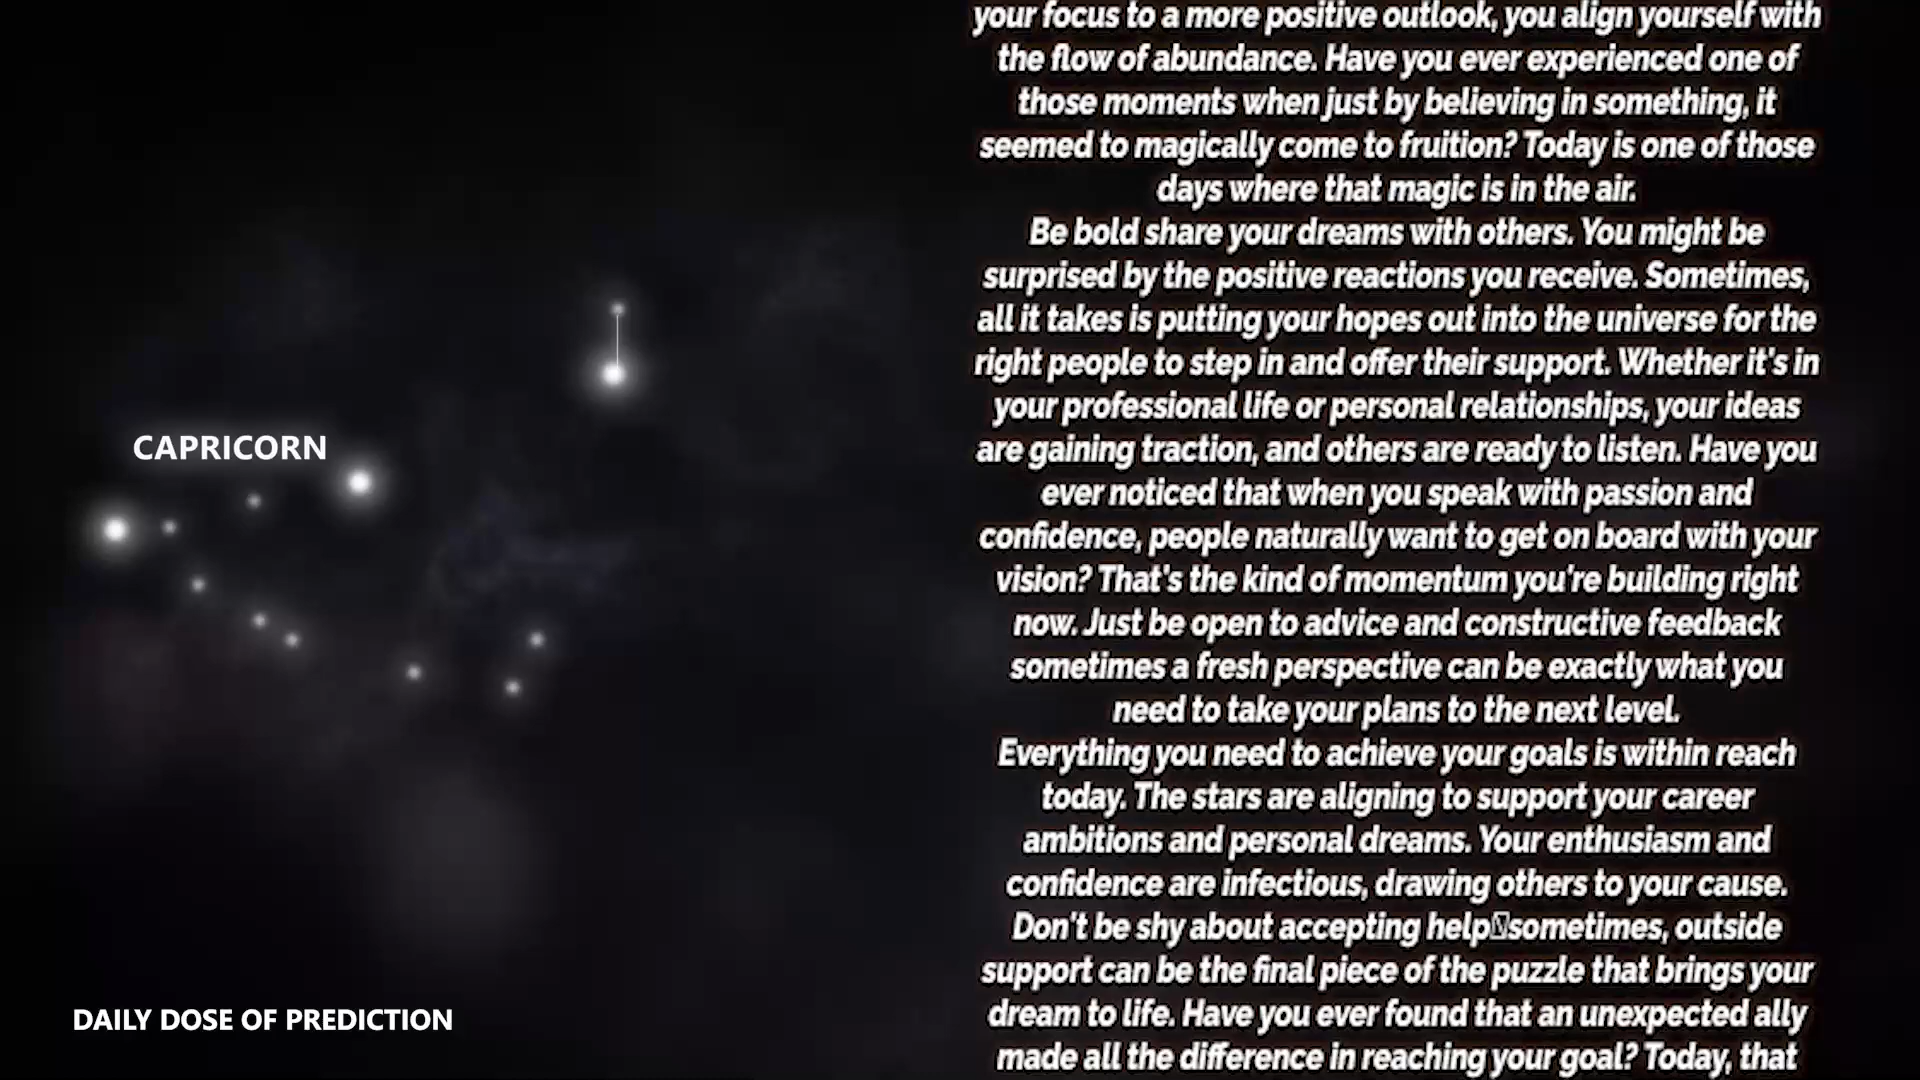 CAPRICORN
DAILY DOSE OF PREDICTION
your focus to a more positive outlook, you align yourself with
the flow of abundance. Have you ever experienced one of
those moments when just by believing in something, it
seemed to magically come to fruition? Today is one of those
days where that magic is in the air.
Be bold share your dreams with others. You might be
surprised by the positive reactions you receive. Sometimes,
all it takes is putting your hopes out into the universe for the
right people to step in and offer their support. Whether it's in
your professional life or personal relationships, your ideas
are gaining traction, and others are ready to listen. Have you
ever noticed that when you speak with passion and
confidence, people naturally want to get on board with your
vision? That's the kind of momentum you're building right
now. Just be open to advice and constructive feedback
sometimes a fresh perspective can be exactly what you
need to take your plans to the next level.
Everything you need to achieve your goals is within reach
today. The stars are aligning to support your career
ambitions and personal dreams. Your enthusiasm and
confidence are infectious, drawing others to your cause.
Don't be shy about accepting help sometimes, outside
support can be the final piece of the puzzle that brings your
dream to life. Have you ever found that an unexpected ally
made all the difference in reaching your goal? Today, that